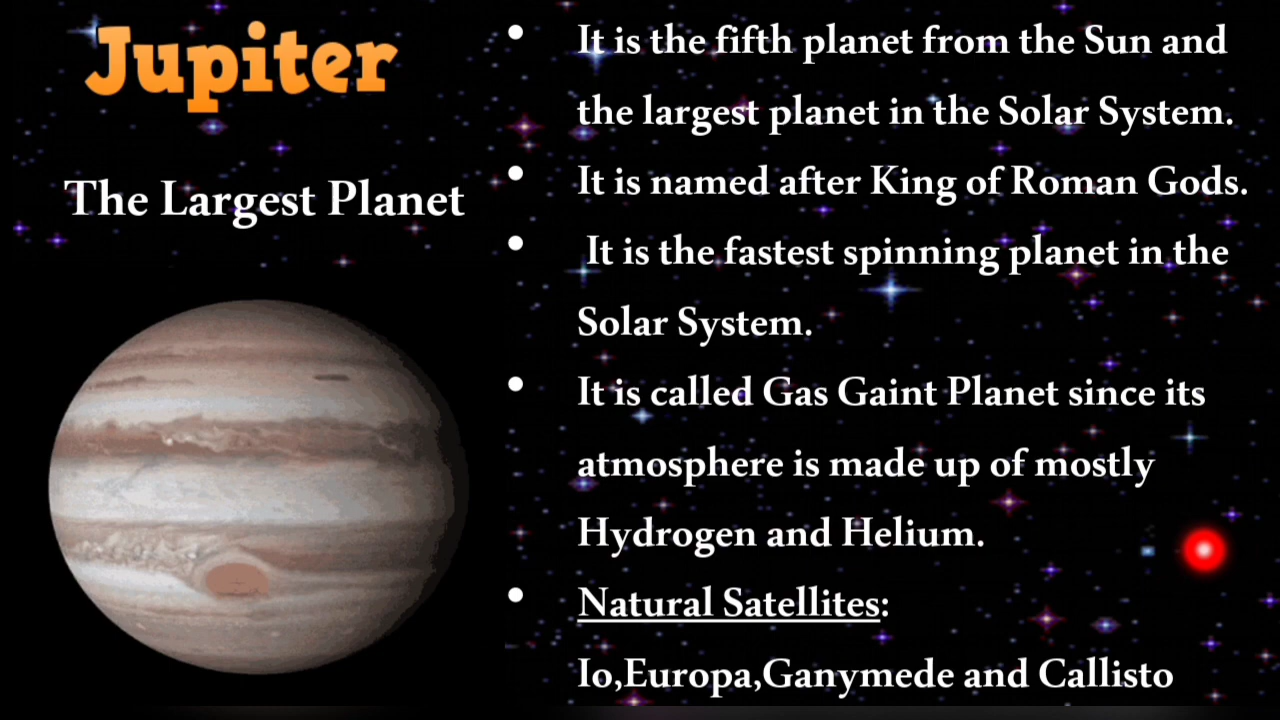 Jupiter
The Largest Planet
• It is the fifth planet from the Sun and
the largest planet in the Solar System.
• It is named after King of Roman Gods.
• It is the fastest spinning planet in the
Solar System.
• It is called Gas Gaint Planet since its
atmosphere is made up of mostly
Hydrogen and Helium.
• Natural Satellites:
Io,Europa,Ganymede and Callisto